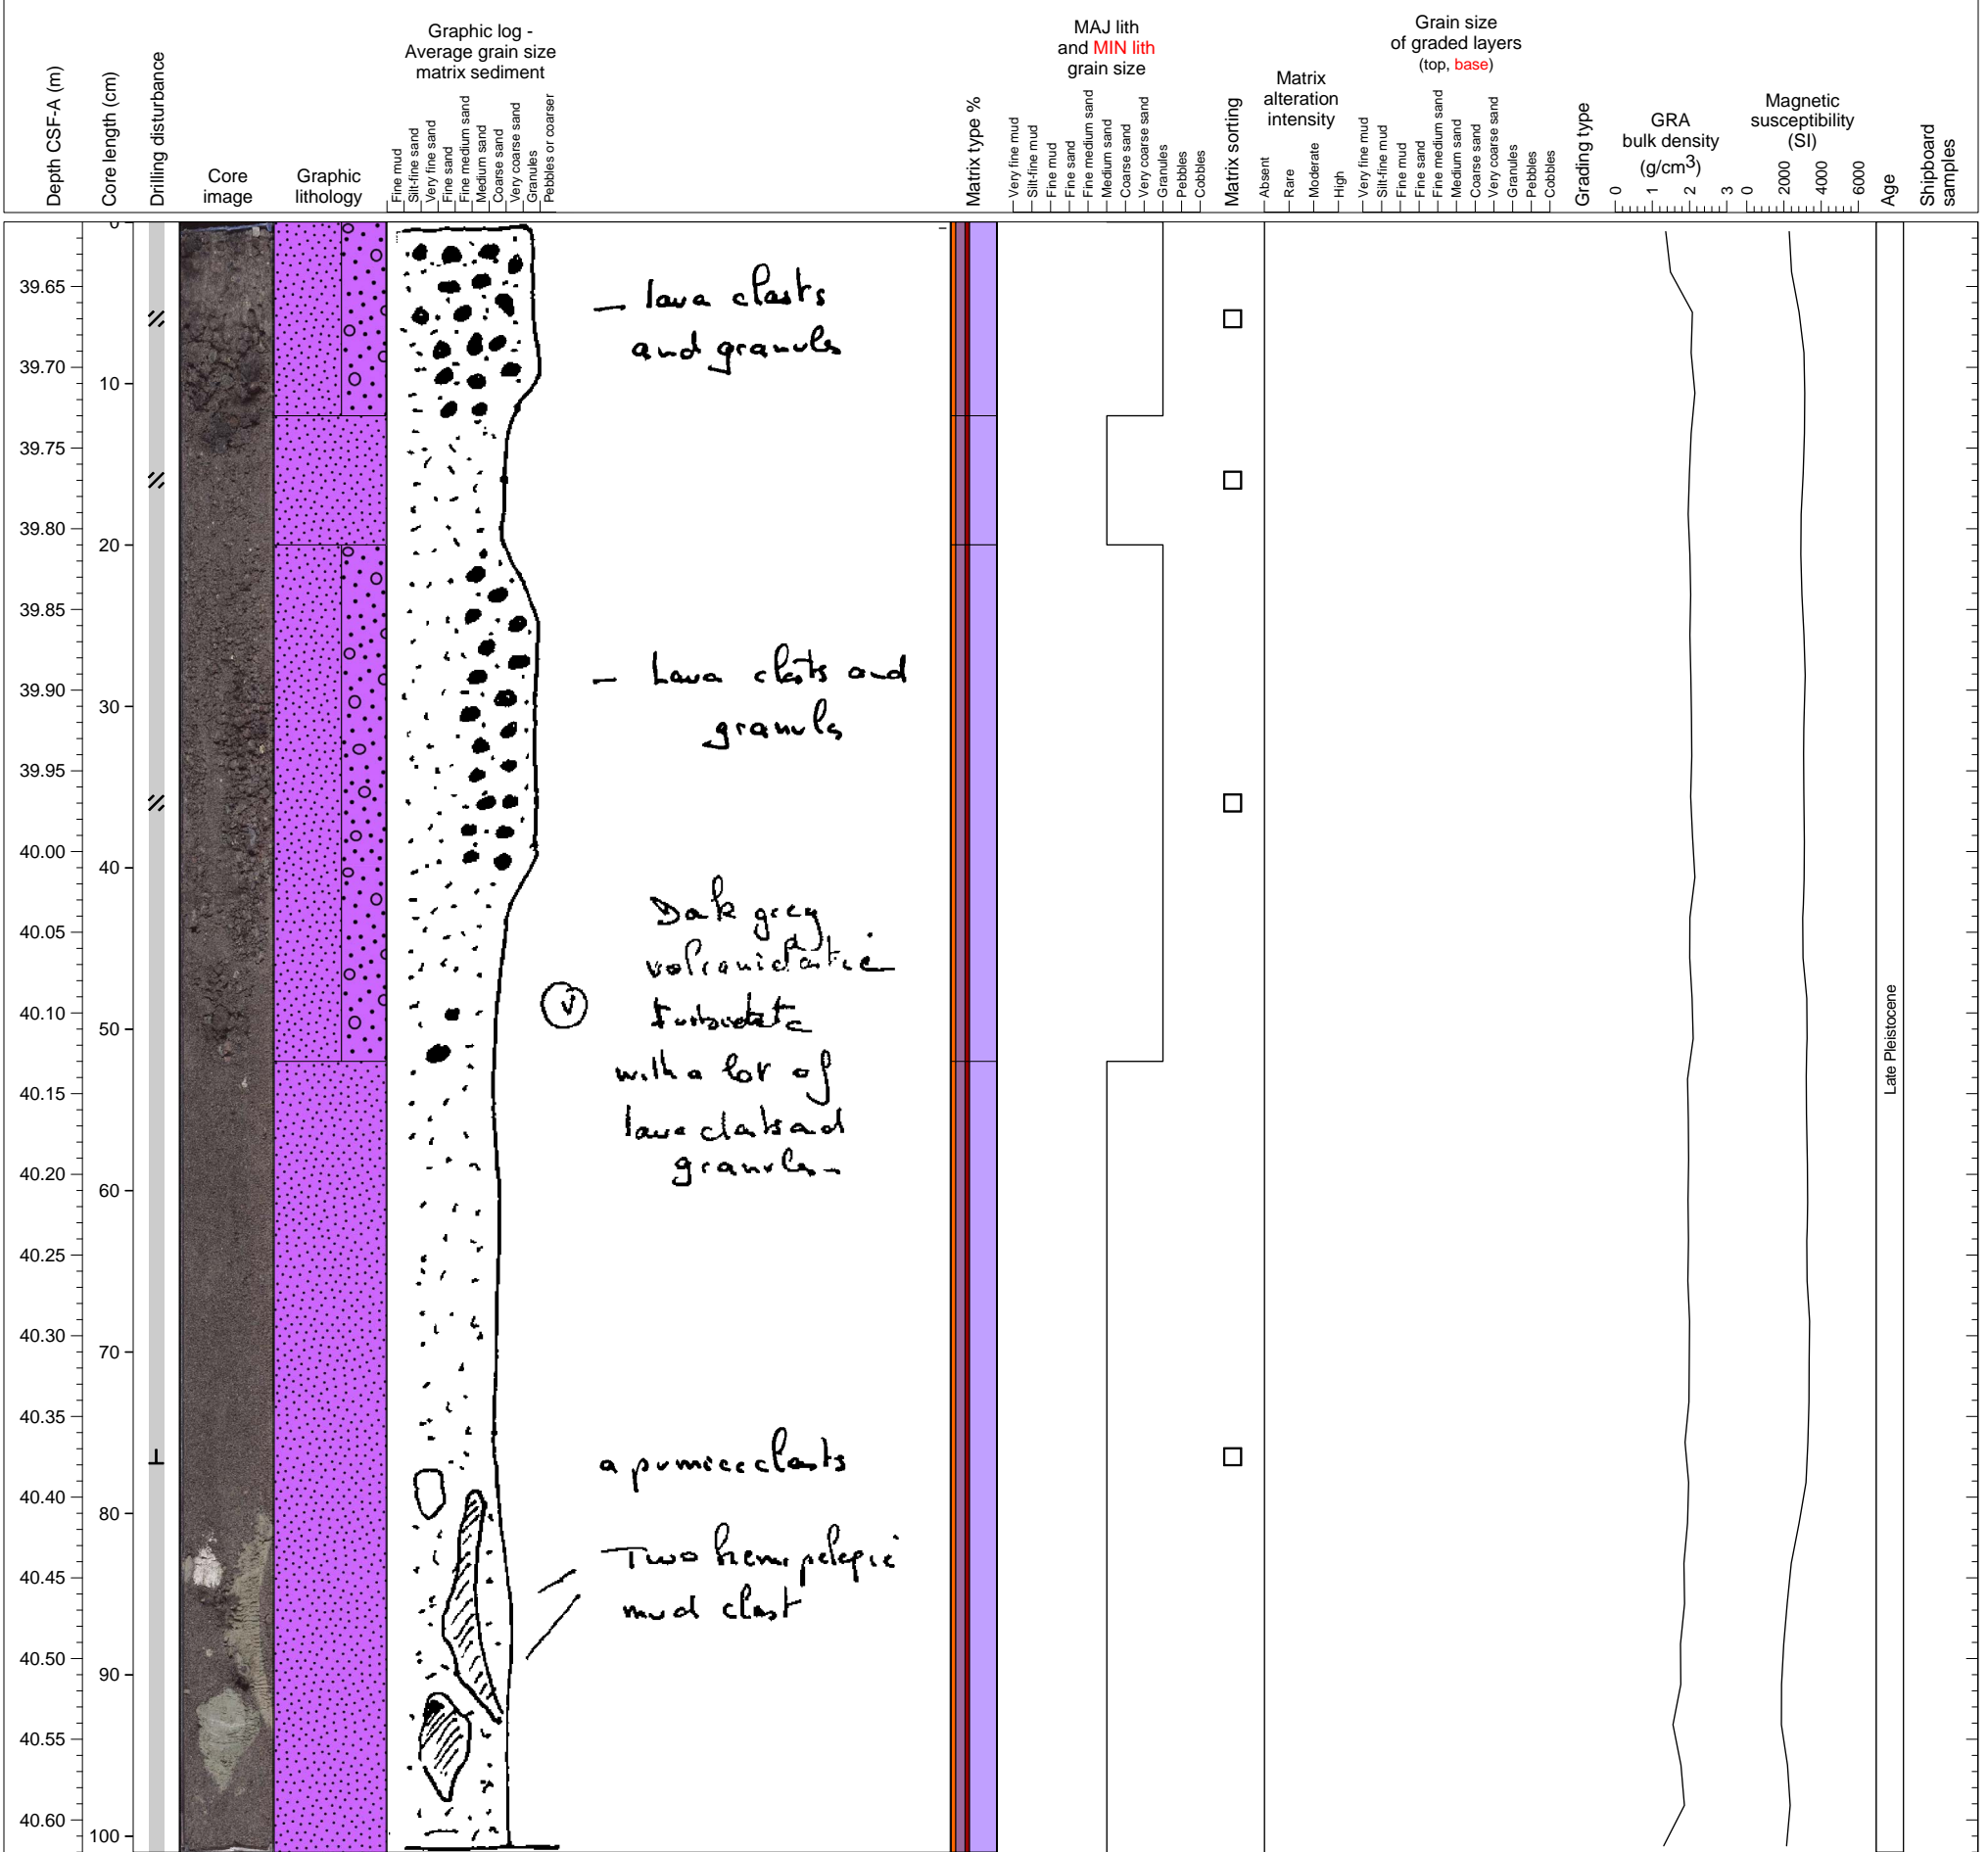 Graphic log -
Average grain size
matrix sediment
MAJ lith
and MIN lith
grain size
Grain size
of graded layers
(top, base)
Matrix
alteration
intensity
GRA
bulk density
(g/cm3)
Magnetic
susceptibility
(SI)
Depth CSF-A (m)
Core length (cm)
Drilling disturbance
Core
image
Graphic
lithology
Fine mud
Silt-fine sand
Very fine sand
Fine sand
Fine medium sand
Medium sand
Coarse sand
Very coarse sand
Granules
Pebbles or coarser
Matrix type %
Very fine mud
Silt-fine mud
Fine mud
Fine sand
Fine medium sand
Medium sand
Coarse sand
Very coarse sand
Granules
Pebbles
Cobbles
Matrix sorting
Absent
Rare
Moderate
High
Very fine mud
Silt-fine mud
Fine mud
Fine sand
Fine medium sand
Medium sand
Coarse sand
Very coarse sand
Granules
Pebbles
Cobbles
Grading type
0 1 2 3
0 2000 4000 6000
Age
Shipboard
samples
0
39.65
39.70
10
39.75
39.80
20
39.85
39.90
30
39.95
40.00
40
40.05
40.10
50
40.15
40.20
60
40.25
40.30
70
40.35
40.40
80
40.45
40.50
90
40.55
40.60
100
— lava clasts
and granules
— Lava clasts and
granuls
Dak grey
volcaniclastic
turbidite
V
with a lot of
lava clasts and
granules –
a pumice clasts
Two hemipelagic
mud clast
Late Pleistocene